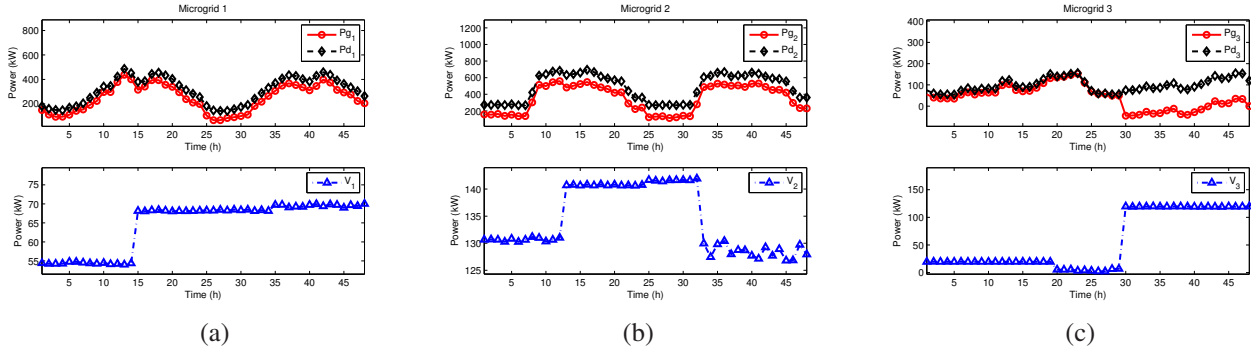 Microgrid 1
800
600
400
200
Power (kW)
Pg1
Pd1
5 10 15 20 25 30 35 40 45
Time (h)
75
70
65
60
55
Power (kW)
V1
5 10 15 20 25 30 35 40 45
Time (h)
(a)
Microgrid 2
1200
1000
800
600
400
200
Power (kW)
Pg2
Pd2
5 10 15 20 25 30 35 40 45
Time (h)
140
135
130
125
Power (kW)
V2
5 10 15 20 25 30 35 40 45
Time (h)
(b)
Microgrid 3
400
300
200
100
0
Power (kW)
Pg3
Pd3
5 10 15 20 25 30 35 40 45
Time (h)
150
100
50
0
Power (kW)
V3
5 10 15 20 25 30 35 40 45
Time (h)
(c)